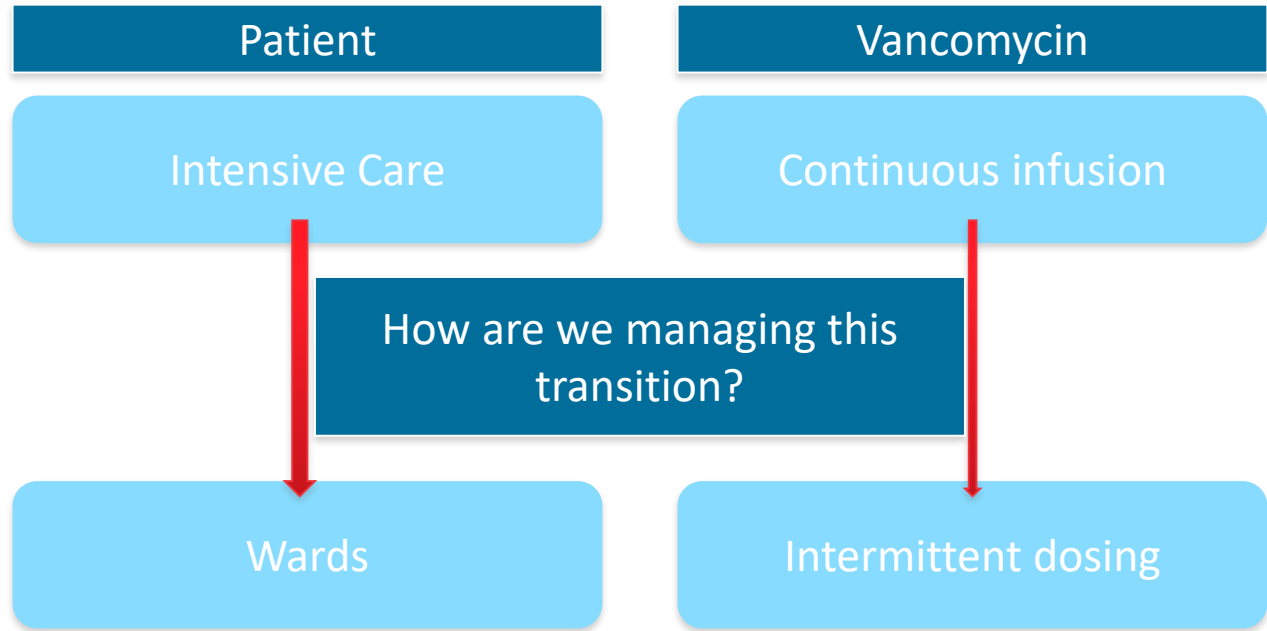 Patient
Vancomycin
Intensive Care
Continuous infusion
How are we managing this
transition?
Wards
Intermittent dosing